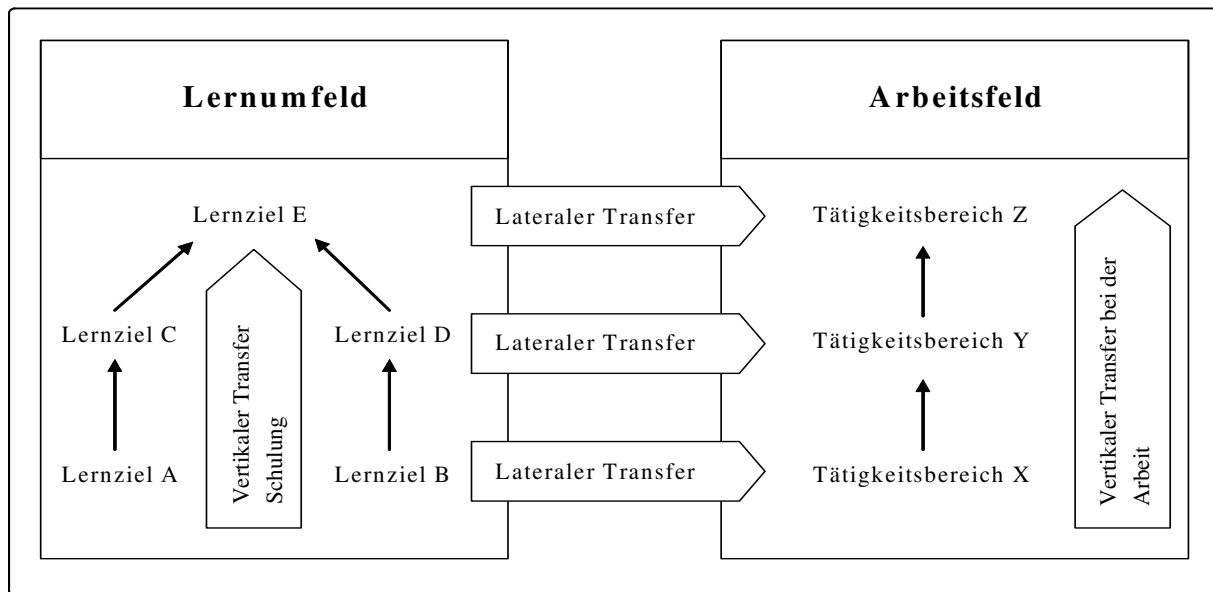 Lernumfeld
Arbeitsfeld
Lernziel E
Lateraler Transfer
Tätigkeitsbereich Z
Lernziel C
Lernziel D
Lateraler Transfer
Tätigkeitsbereich Y
Lernziel A
Vertikaler Transfer
Schulung
Lernziel B
Lateraler Transfer
Tätigkeitsbereich X
Vertikaler Transfer bei der
Arbeit